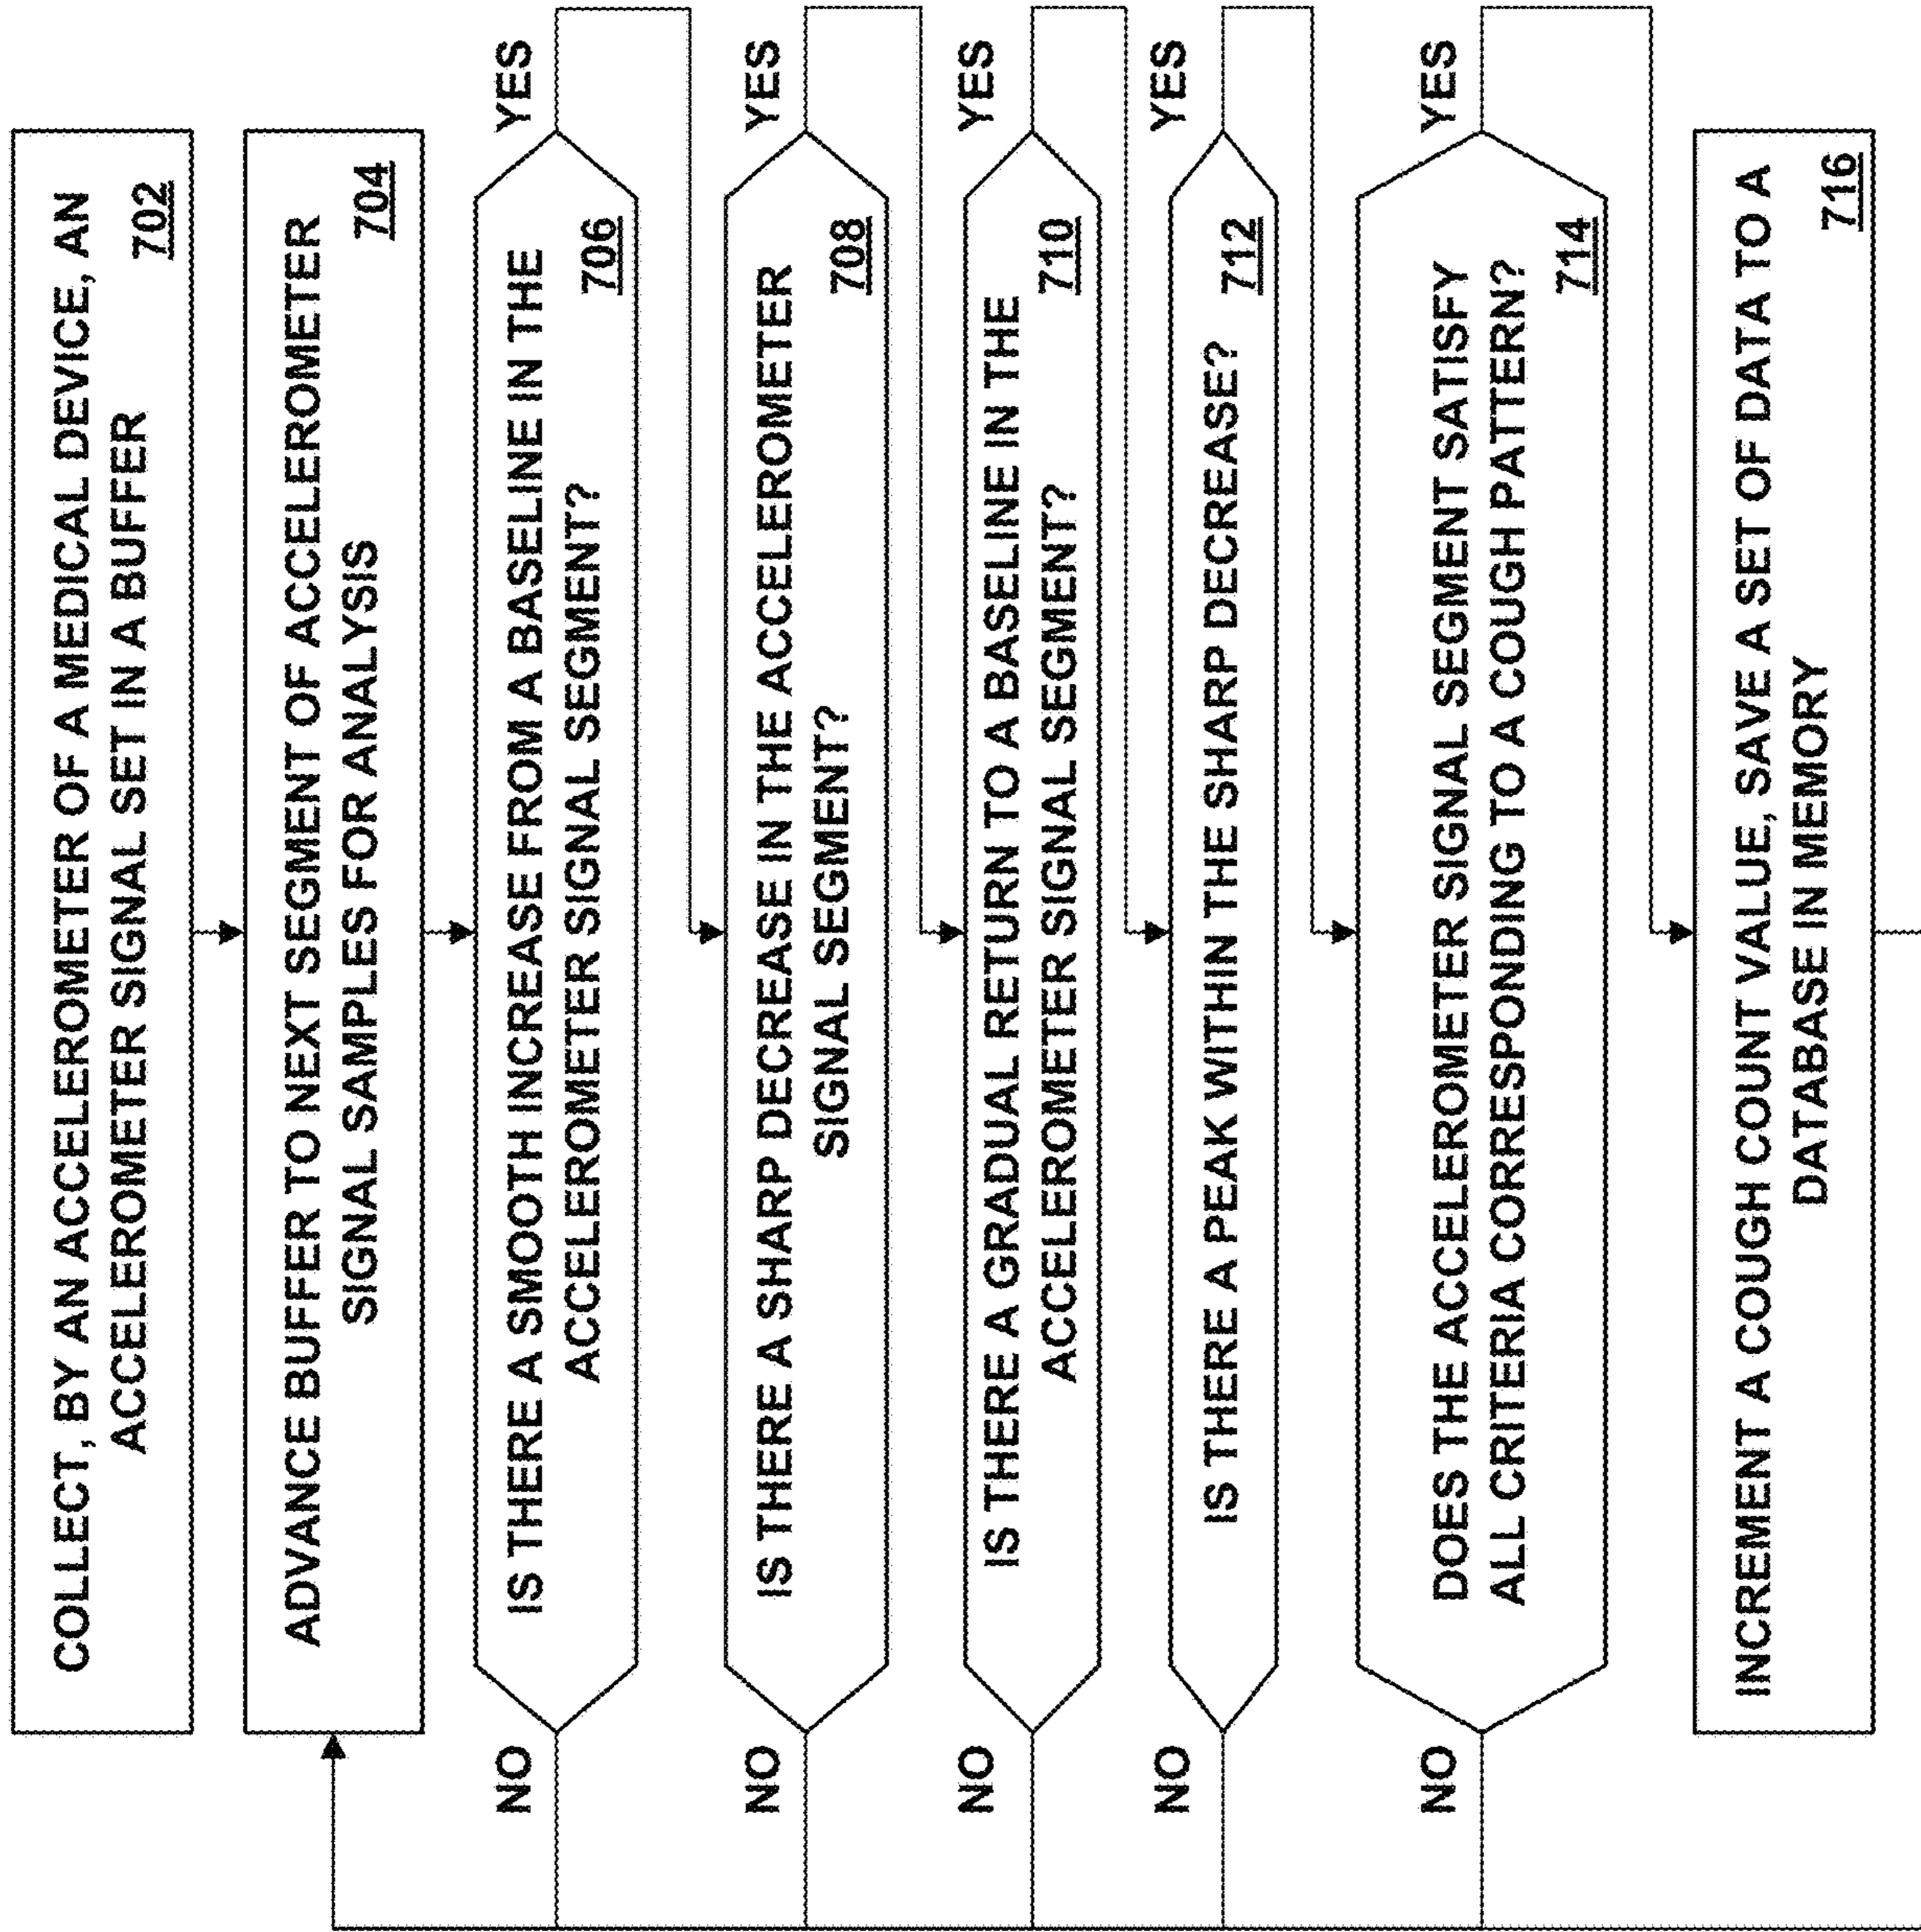 COLLECT, BY AN ACCELEROMETER OF A MEDICAL DEVICE, AN
ACCELEROMETER SIGNAL SET IN A BUFFER
702
ADVANCE BUFFER TO NEXT SEGMENT OF ACCELEROMETER
SIGNAL SAMPLES FOR ANALYSIS
704
NO
IS THERE A SMOOTH INCREASE FROM A BASELINE IN THE
ACCELEROMETER SIGNAL SEGMENT?
706
YES
NO
IS THERE A SHARP DECREASE IN THE ACCELEROMETER
SIGNAL SEGMENT?
708
YES
NO
IS THERE A GRADUAL RETURN TO A BASELINE IN THE
ACCELEROMETER SIGNAL SEGMENT?
710
YES
NO
IS THERE A PEAK WITHIN THE SHARP DECREASE?
712
YES
NO
DOES THE ACCELEROMETER SIGNAL SEGMENT SATISFY
ALL CRITERIA CORRESPONDING TO A COUGH PATTERN?
714
YES
INCREMENT A COUGH COUNT VALUE, SAVE A SET OF DATA TO A
DATABASE IN MEMORY
716